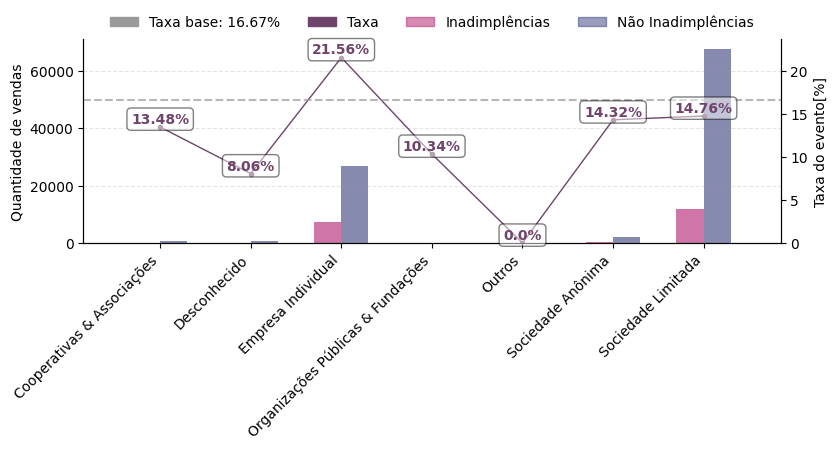 Taxa base: 16.67% Taxa Inadimplências Não Inadimplências
Quantidade de vendas
60000
40000
20000
0
13.48%
8.06%
21.56%
10.34%
0.0%
14.32%
14.76%
20
15
10
5
0
Taxa do evento[%]
Cooperativas & Associações
Desconhecido
Empresa Individual
Organizações Públicas & Fundações
Outros
Sociedade Anônima
Sociedade Limitada